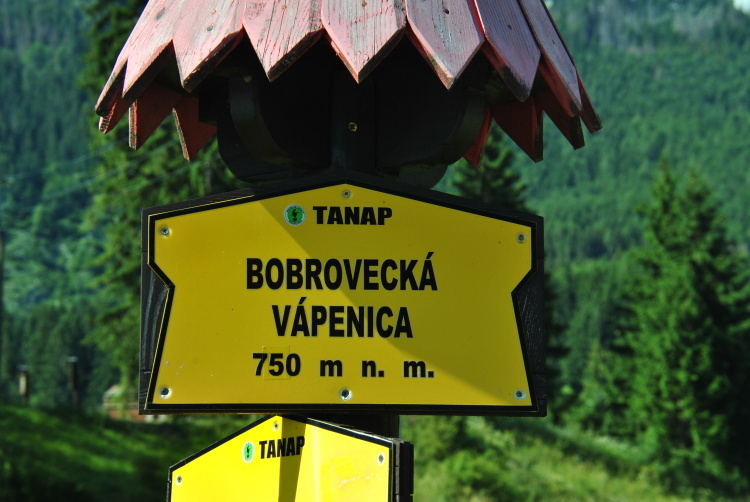 TANAP
BOBROVECKÁ
VÁPENICA
750 m n. m.
TANAP